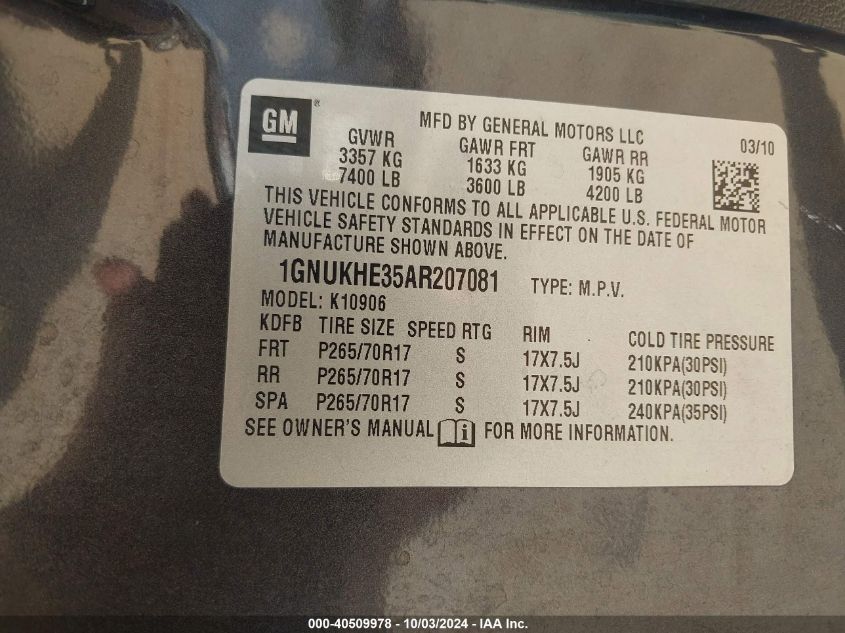 GM ®
MFD BY GENERAL MOTORS LLC 03/10
GVWR GAWR FRT GAWR RR
3357 KG 1633 KG 1905 KG
7400 LB 3600 LB 4200 LB
THIS VEHICLE CONFORMS TO ALL APPLICABLE U.S. FEDERAL MOTOR
VEHICLE SAFETY STANDARDS IN EFFECT ON THE DATE OF
MANUFACTURE SHOWN ABOVE.
1GNUKHE35AR207081 TYPE: M.P.V.
MODEL: K10906
KDFB TIRE SIZE SPEED RTG RIM COLD TIRE PRESSURE
FRT P265/70R17 S 17X7.5J 210KPA(30PSI)
RR P265/70R17 S 17X7.5J 210KPA(30PSI)
SPA P265/70R17 S 17X7.5J 240KPA(35PSI)
SEE OWNER'S MANUAL i FOR MORE INFORMATION.
000-40509978 - 10/03/2024 - IAA Inc.